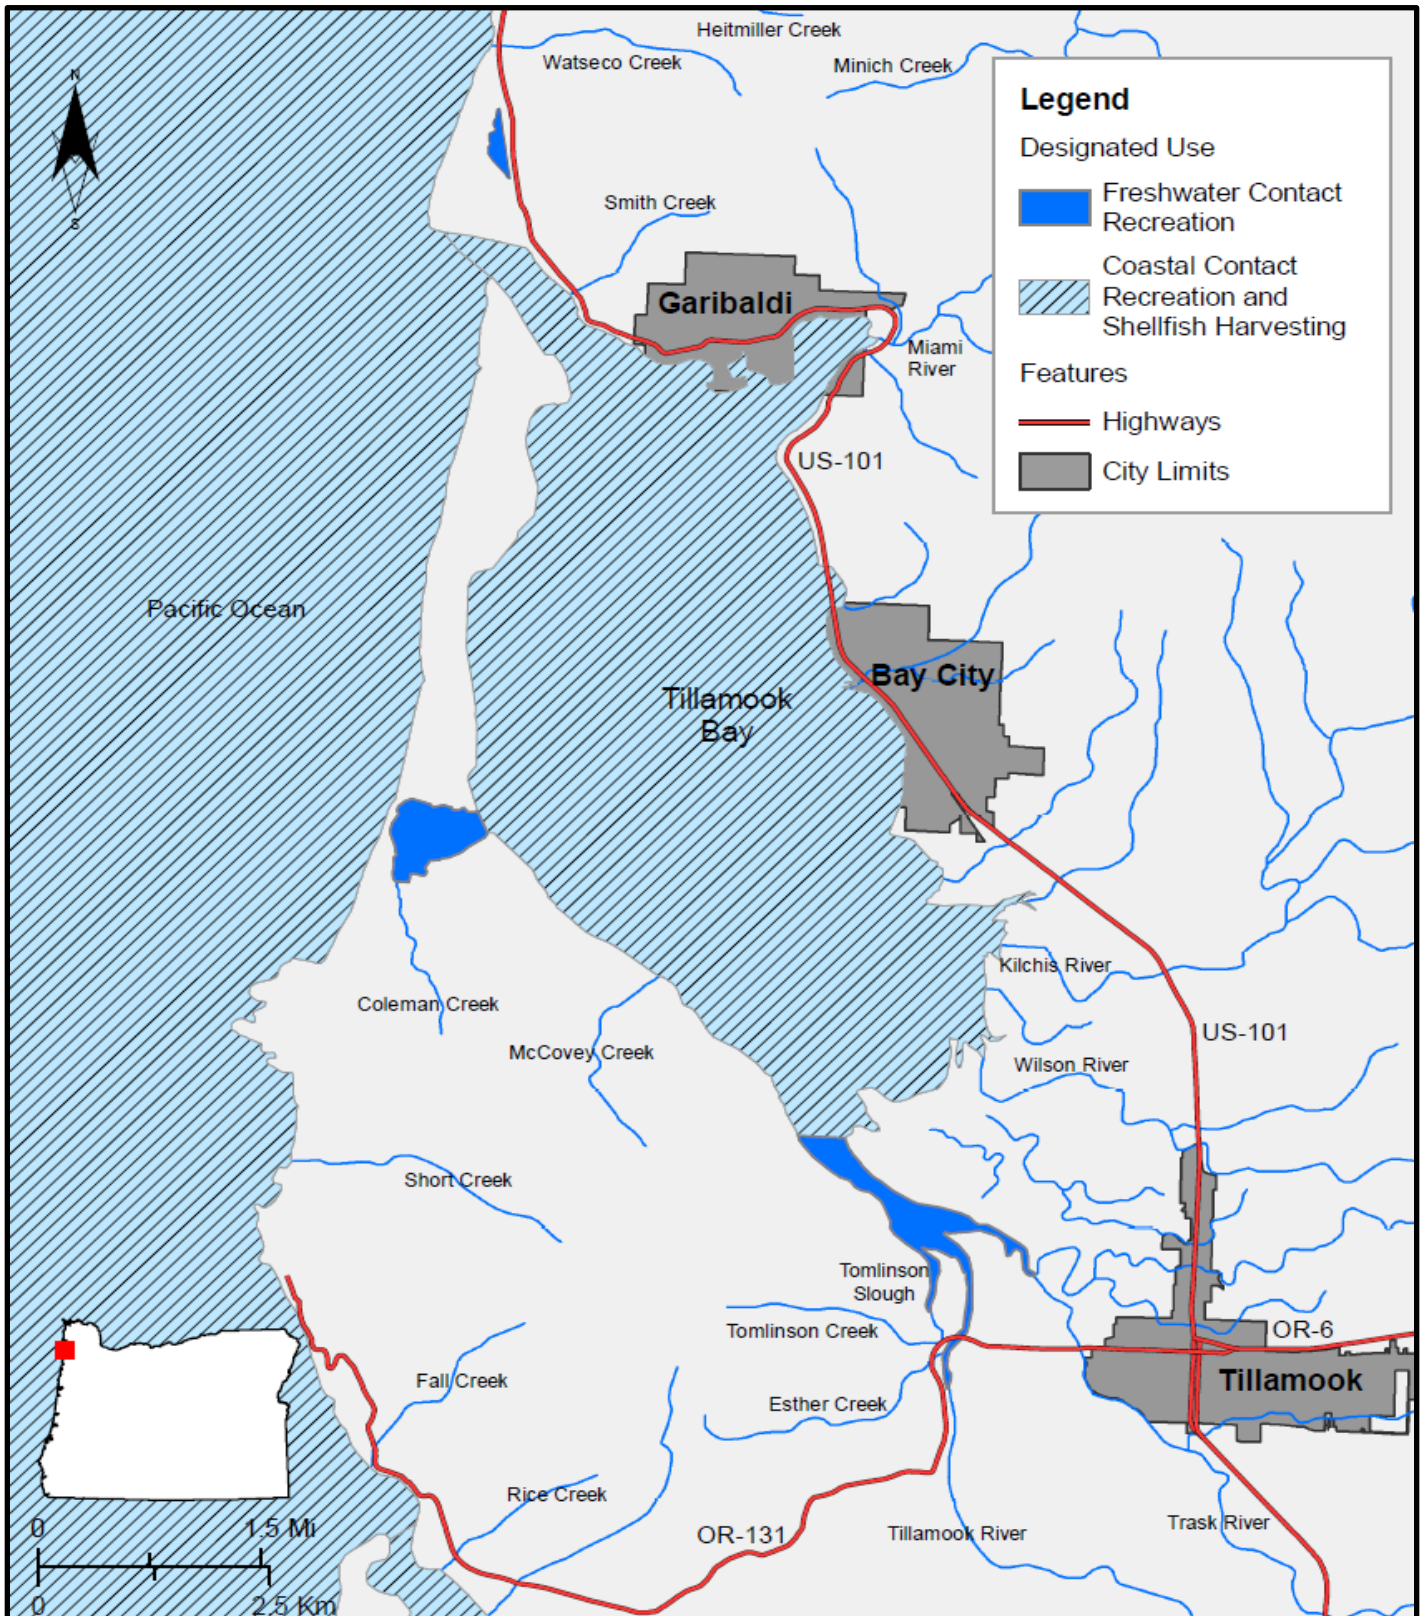 Heitmiller Creek
Watseco Creek
Minich Creek
N
S
Legend
Designated Use
Freshwater Contact
Recreation
Coastal Contact
Recreation and
Shellfish Harvesting
Features
Highways
City Limits
Smith Creek
Garibaldi
Miami
River
US-101
Pacific Ocean
Bay City
Tillamook
Bay
Kilchis River
Coleman Creek
US-101
McCovey Creek
Wilson River
Short Creek
Tomlinson
Slough
Tomlinson Creek
OR-6
Fall Creek
Tillamook
Esther Creek
Rice Creek
OR-131
Tillamook River
Trask River
0 1.5 Mi
0 2.5 Km